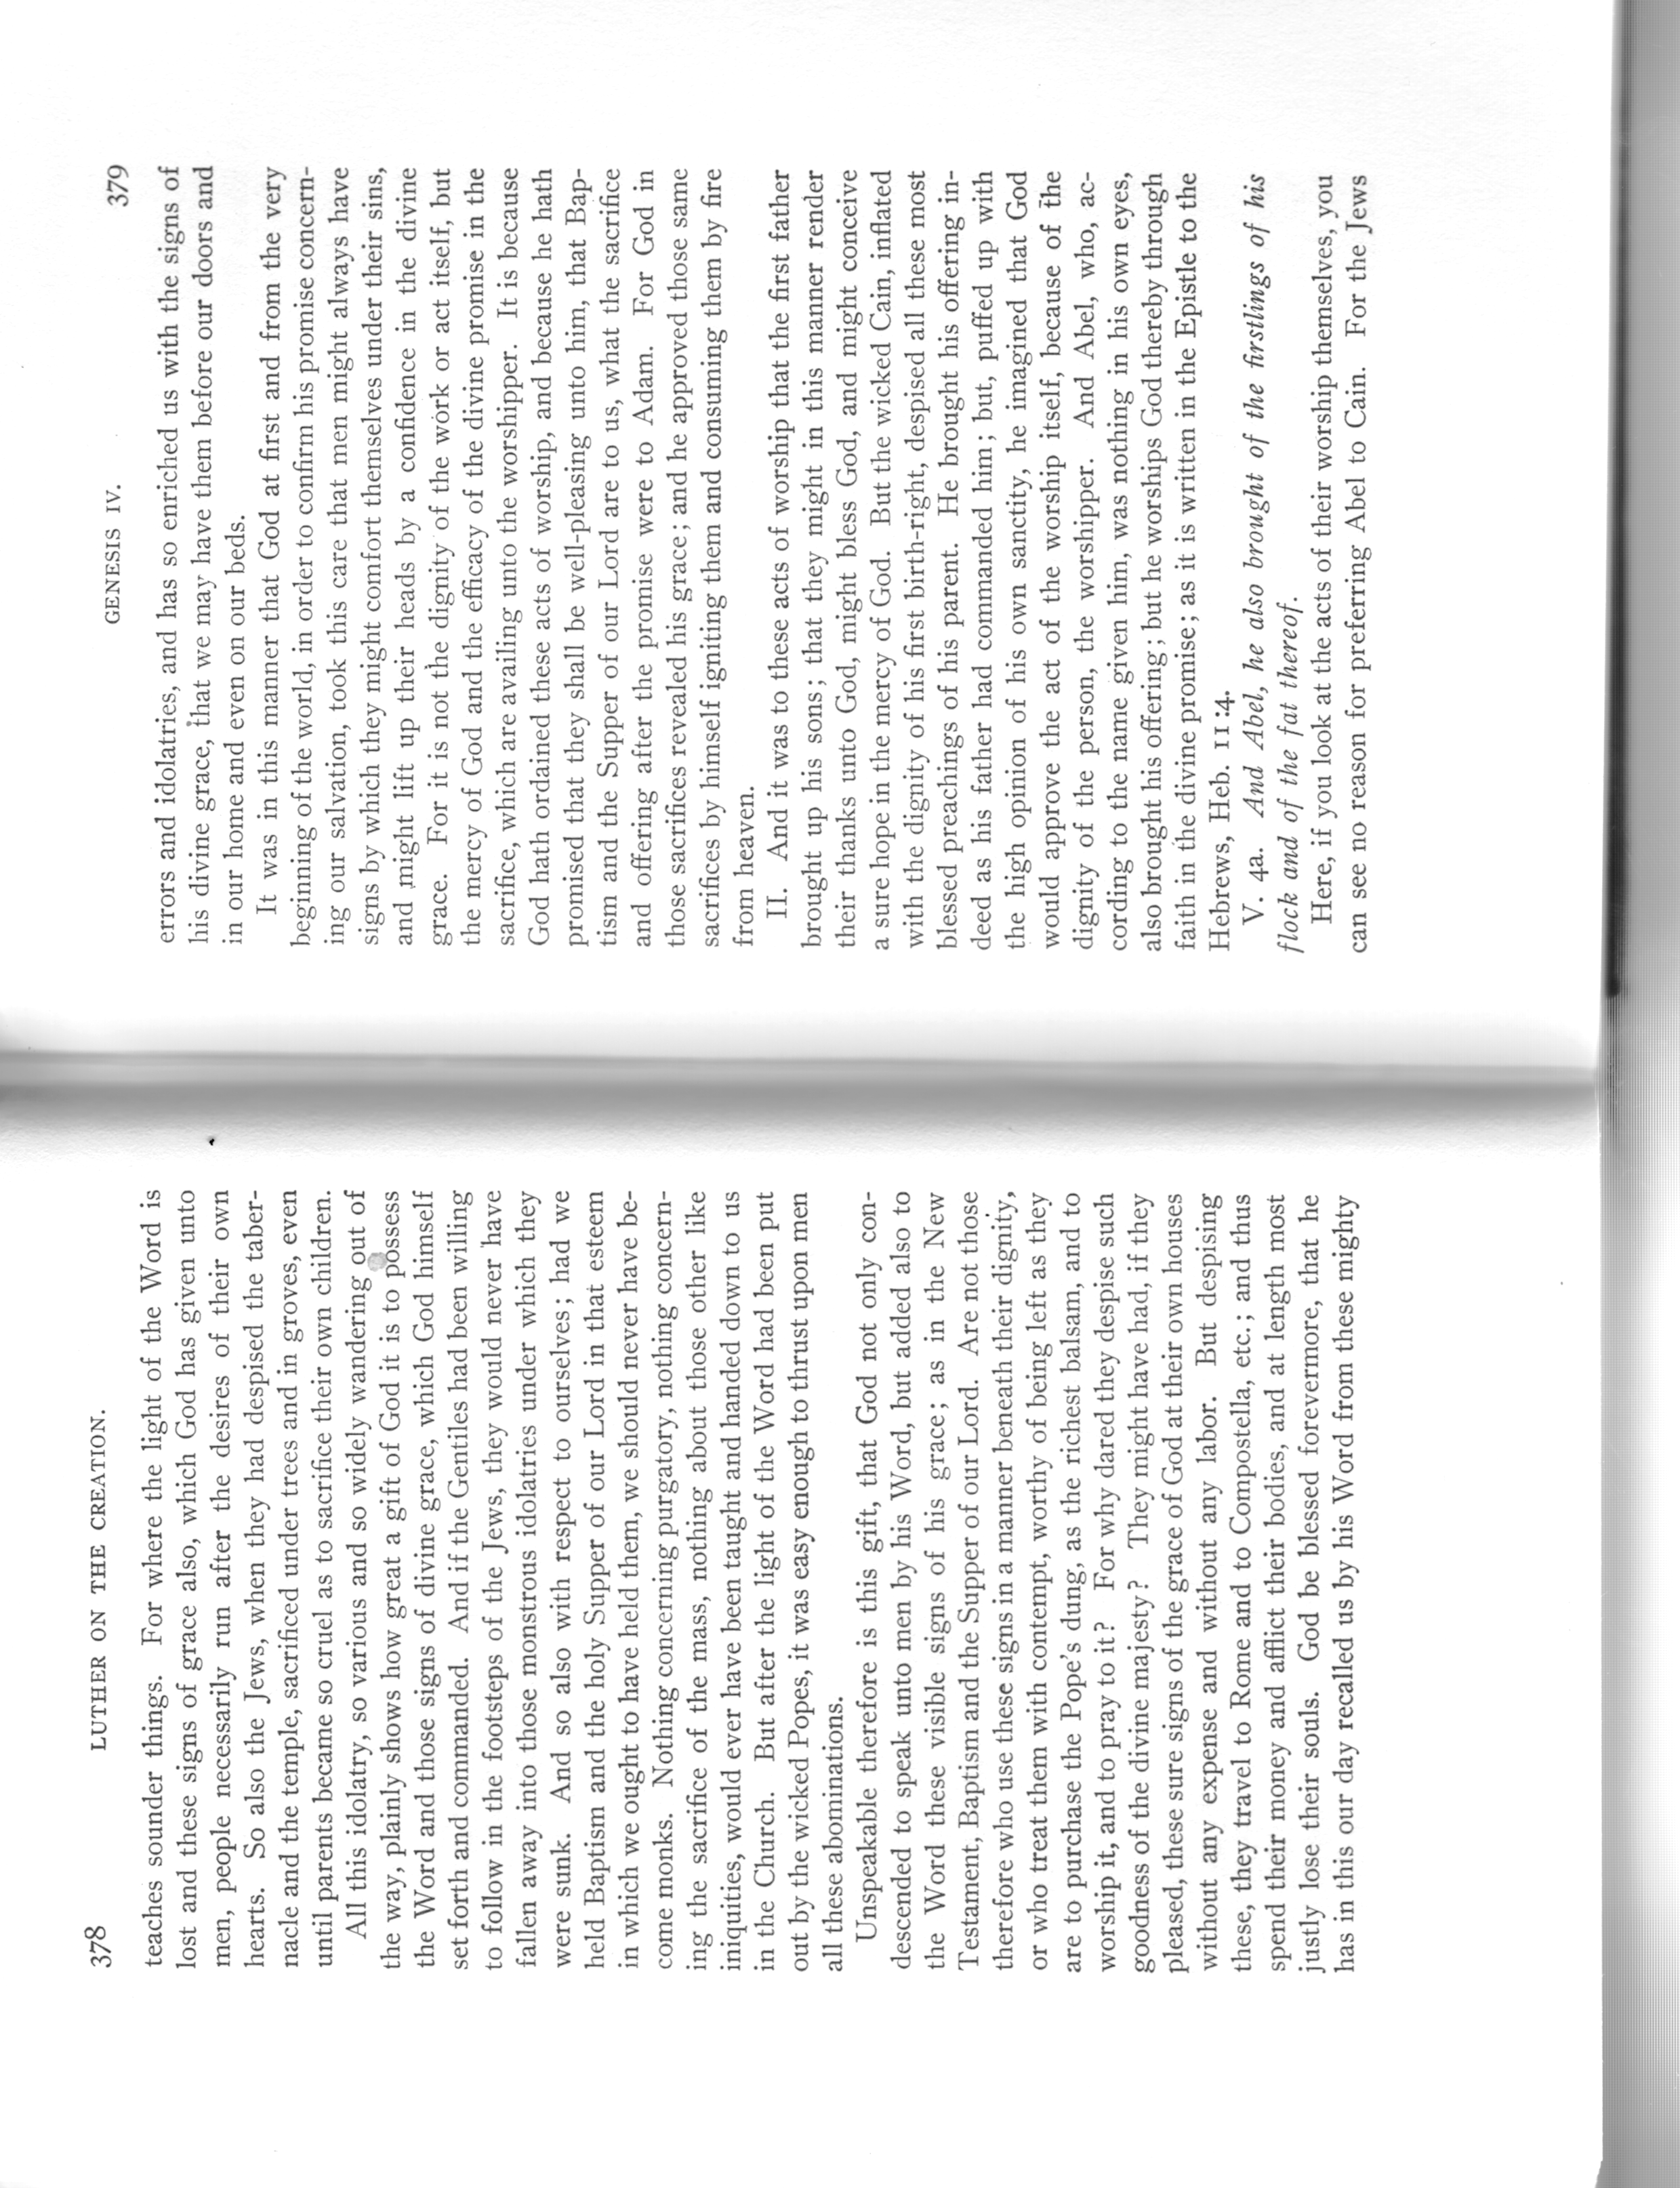 378 LUTHER ON THE CREATION.
teaches sounder things. For where the light of the Word is
lost and these signs of grace also, which God has given unto
men, people necessarily run after the desires of their own
hearts. So also the Jews, when they had despised the taber-
nacle and the temple, sacrificed under trees and in groves, even
until parents became so cruel as to sacrifice their own children.
All this idolatry, so various and so widely wandering out of
the way, plainly shows how great a gift of God it is to possess
the Word and those signs of divine grace, which God himself
set forth and commanded. And if the Gentiles had been willing
to follow in the footsteps of the Jews, they would never have
fallen away into those monstrous idolatries under which they
were sunk. And so also with respect to ourselves; had we
held Baptism and the holy Supper of our Lord in that esteem
in which we ought to have held them, we should never have be-
come monks. Nothing concerning purgatory, nothing concern-
ing the sacrifice of the mass, nothing about those other like
iniquities, would ever have been taught and handed down to us
in the Church. But after the light of the Word had been put
out by the wicked Popes, it was easy enough to thrust upon men
all these abominations.
Unspeakable therefore is this gift, that God not only con-
descended to speak unto men by his Word, but added also to
the Word these visible signs of his grace; as in the New
Testament, Baptism and the Supper of our Lord. Are not those
therefore who use these signs in a manner beneath their dignity,
or who treat them with contempt, worthy of being left as they
are to purchase the Pope's dung, as the richest balsam, and to
worship it, and to pray to it? For why dared they despise such
goodness of the divine majesty? They might have had, if they
pleased, these sure signs of the grace of God at their own houses
without any expense and without any labor. But despising
these, they travel to Rome and to Compostella, etc.; and thus
spend their money and afflict their bodies, and at length most
justly lose their souls. God be blessed forevermore, that he
has in this our day recalled us by his Word from these mighty
GENESIS IV. 379
errors and idolatries, and has so enriched us with the signs of
his divine grace, that we may have them before our doors and
in our home and even on our beds.
It was in this manner that God at first and from the very
beginning of the world, in order to confirm his promise concern-
ing our salvation, took this care that men might always have
signs by which they might comfort themselves under their sins,
and might lift up their heads by a confidence in the divine
grace. For it is not the dignity of the work or act itself, but
the mercy of God and the efficacy of the divine promise in the
sacrifice, which are availing unto the worshipper. It is because
God hath ordained these acts of worship, and because he hath
promised that they shall be well-pleasing unto him, that Bap-
tism and the Supper of our Lord are to us, what the sacrifice
and offering after the promise were to Adam. For God in
those sacrifices revealed his grace; and he approved those same
sacrifices by himself igniting them and consuming them by fire
from heaven.
II. And it was to these acts of worship that the first father
brought up his sons; that they might in this manner render
their thanks unto God, might bless God, and might conceive
a sure hope in the mercy of God. But the wicked Cain, inflated
with the dignity of his first birth-right, despised all these most
blessed preachings of his parent. He brought his offering in-
deed as his father had commanded him; but, puffed up with
the high opinion of his own sanctity, he imagined that God
would approve the act of the worship itself, because of the
dignity of the person, the worshipper. And Abel, who, ac-
cording to the name given him, was nothing in his own eyes,
also brought his offering; but he worships God thereby through
faith in the divine promise; as it is written in the Epistle to the
Hebrews, Heb. 11:4.
V. 4a. And Abel, he also brought of the firstlings of his
flock and of the fat thereof.
Here, if you look at the acts of their worship themselves, you
can see no reason for preferring Abel to Cain. For the Jews